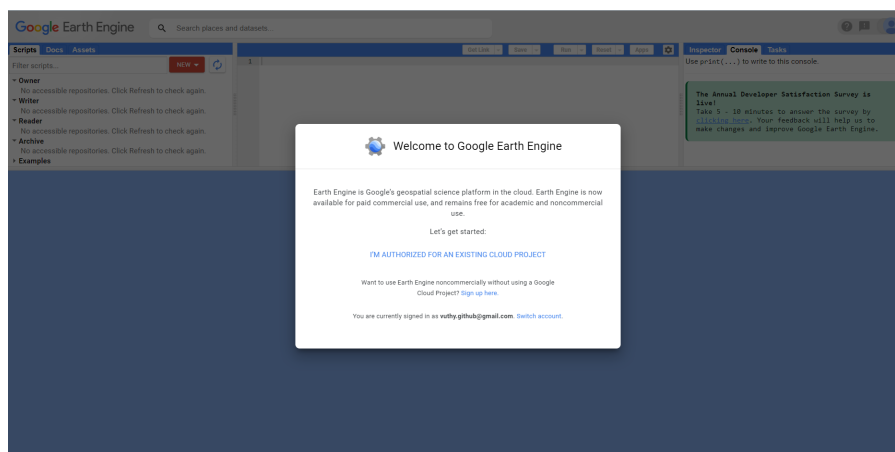 Google Earth Engine
Search places and datasets...
Scripts Docs Assets
Filter scripts...
NEW
Owner
No accessible repositories. Click Refresh to check again.
Writer
No accessible repositories. Click Refresh to check again.
Reader
No accessible repositories. Click Refresh to check again.
Archive
No accessible repositories. Click Refresh to check again.
Examples
Get Link Save Run Reset Apps
1
Inspector Console Tasks
Use print(...) to write to this console.
The Annual Developer Satisfaction Survey is
live!
Take 5 - 10 minutes to answer the survey by
clicking here. Your feedback will help us to
make changes and improve Google Earth Engine.
Welcome to Google Earth Engine
Earth Engine is Google's geospatial science platform in the cloud. Earth Engine is now
available for paid commercial use, and remains free for academic and noncommercial
use.
Let's get started:
I'M AUTHORIZED FOR AN EXISTING CLOUD PROJECT
Want to use Earth Engine noncommercially without using a Google
Cloud Project? Sign up here.
You are currently signed in as vuthy.github@gmail.com. Switch account.